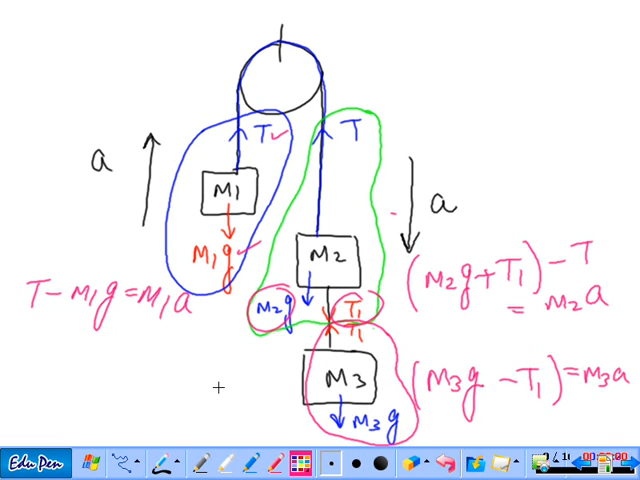 T
T
a
M1
a
M1g
M2
(M2g+T1)-T
= M2a
T-M1g=M1a
M2g
T1
T1
M3
(M3g -T1)=M3a
M3g
Edu Pen